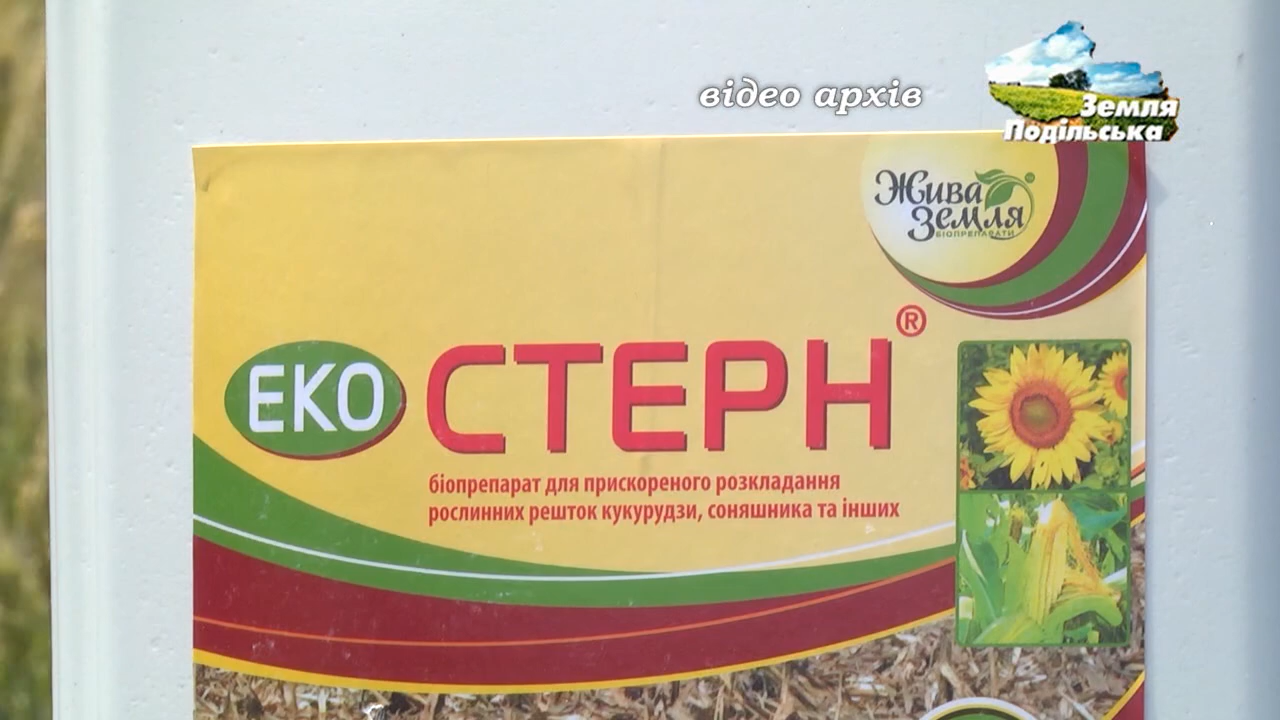 відео архів
Земля
Подільська
Жива
Земля
БІОПРЕПАРАТИ
ЕКО СТЕРН ®
біопрепарат для прискореного розкладання
рослинних решток кукурудзи, соняшника та інших